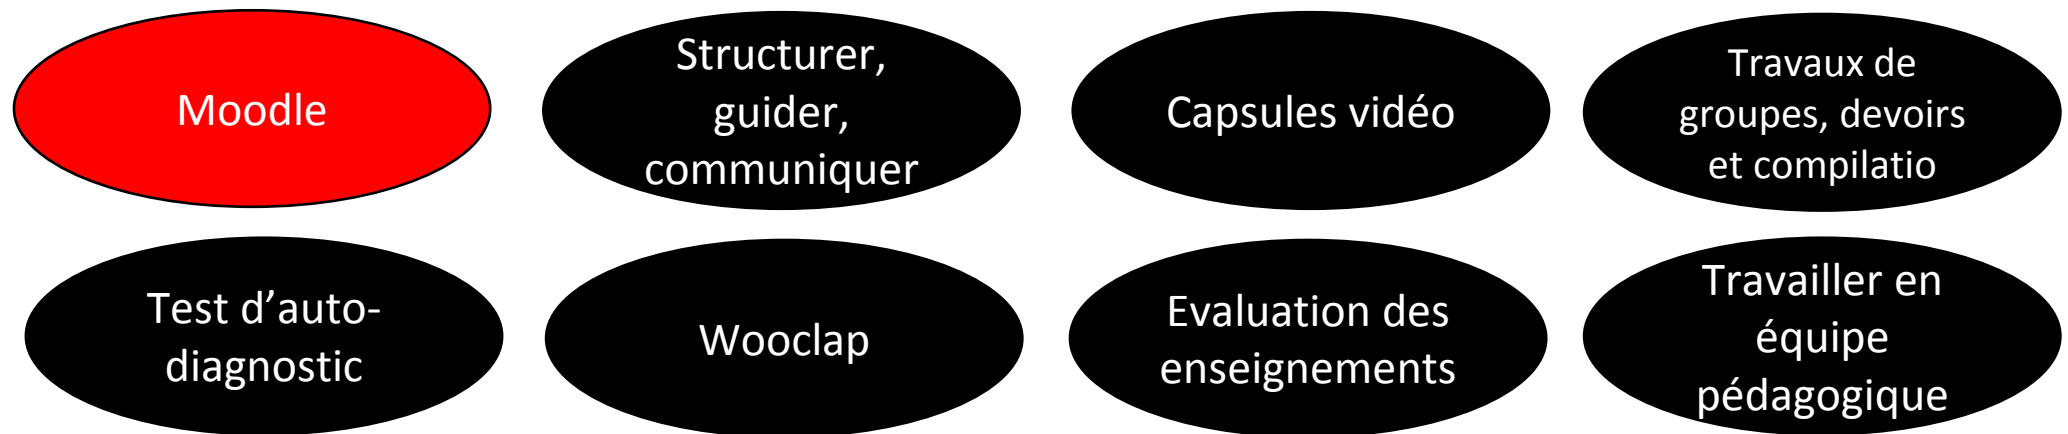 Moodle
Structurer,
guider,
communiquer
Capsules vidéo
Travaux de
groupes, devoirs
et compilatio
Test d’auto-
diagnostic
Wooclap
Evaluation des
enseignements
Travailler en
équipe
pédagogique